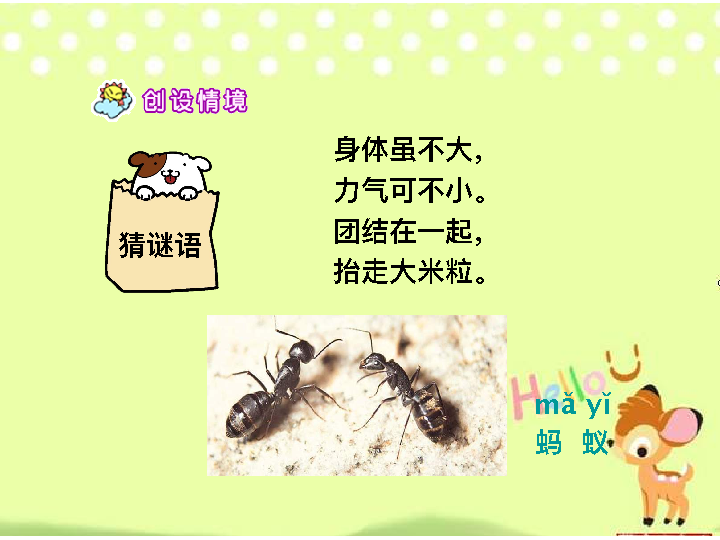 创设情境
猜谜语
身体虽不大，
力气可不小。
团结在一起，
抬走大米粒。
Hello U
mǎ yǐ
蚂 蚁